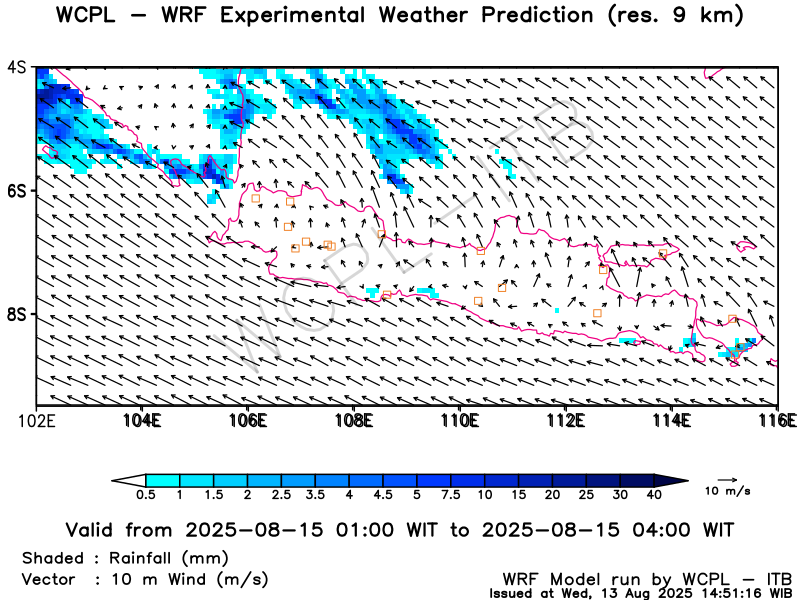 WCPL – WRF Experimental Weather Prediction (res. 9 km)
4S
6S
8S
WCPL-ITB
102E 104E 106E 108E 110E 112E 114E 116E
0.5 1 1.5 2 2.5 3.5 4 4.5 5 7.5 10 15 20 25 30 40
10 m/s
Valid from 2025-08-15 01:00 WIT to 2025-08-15 04:00 WIT
Shaded : Rainfall (mm)
Vector : 10 m Wind (m/s)
WRF Model run by WCPL – ITB
Issued at Wed, 13 Aug 2025 14:51:16 WIB